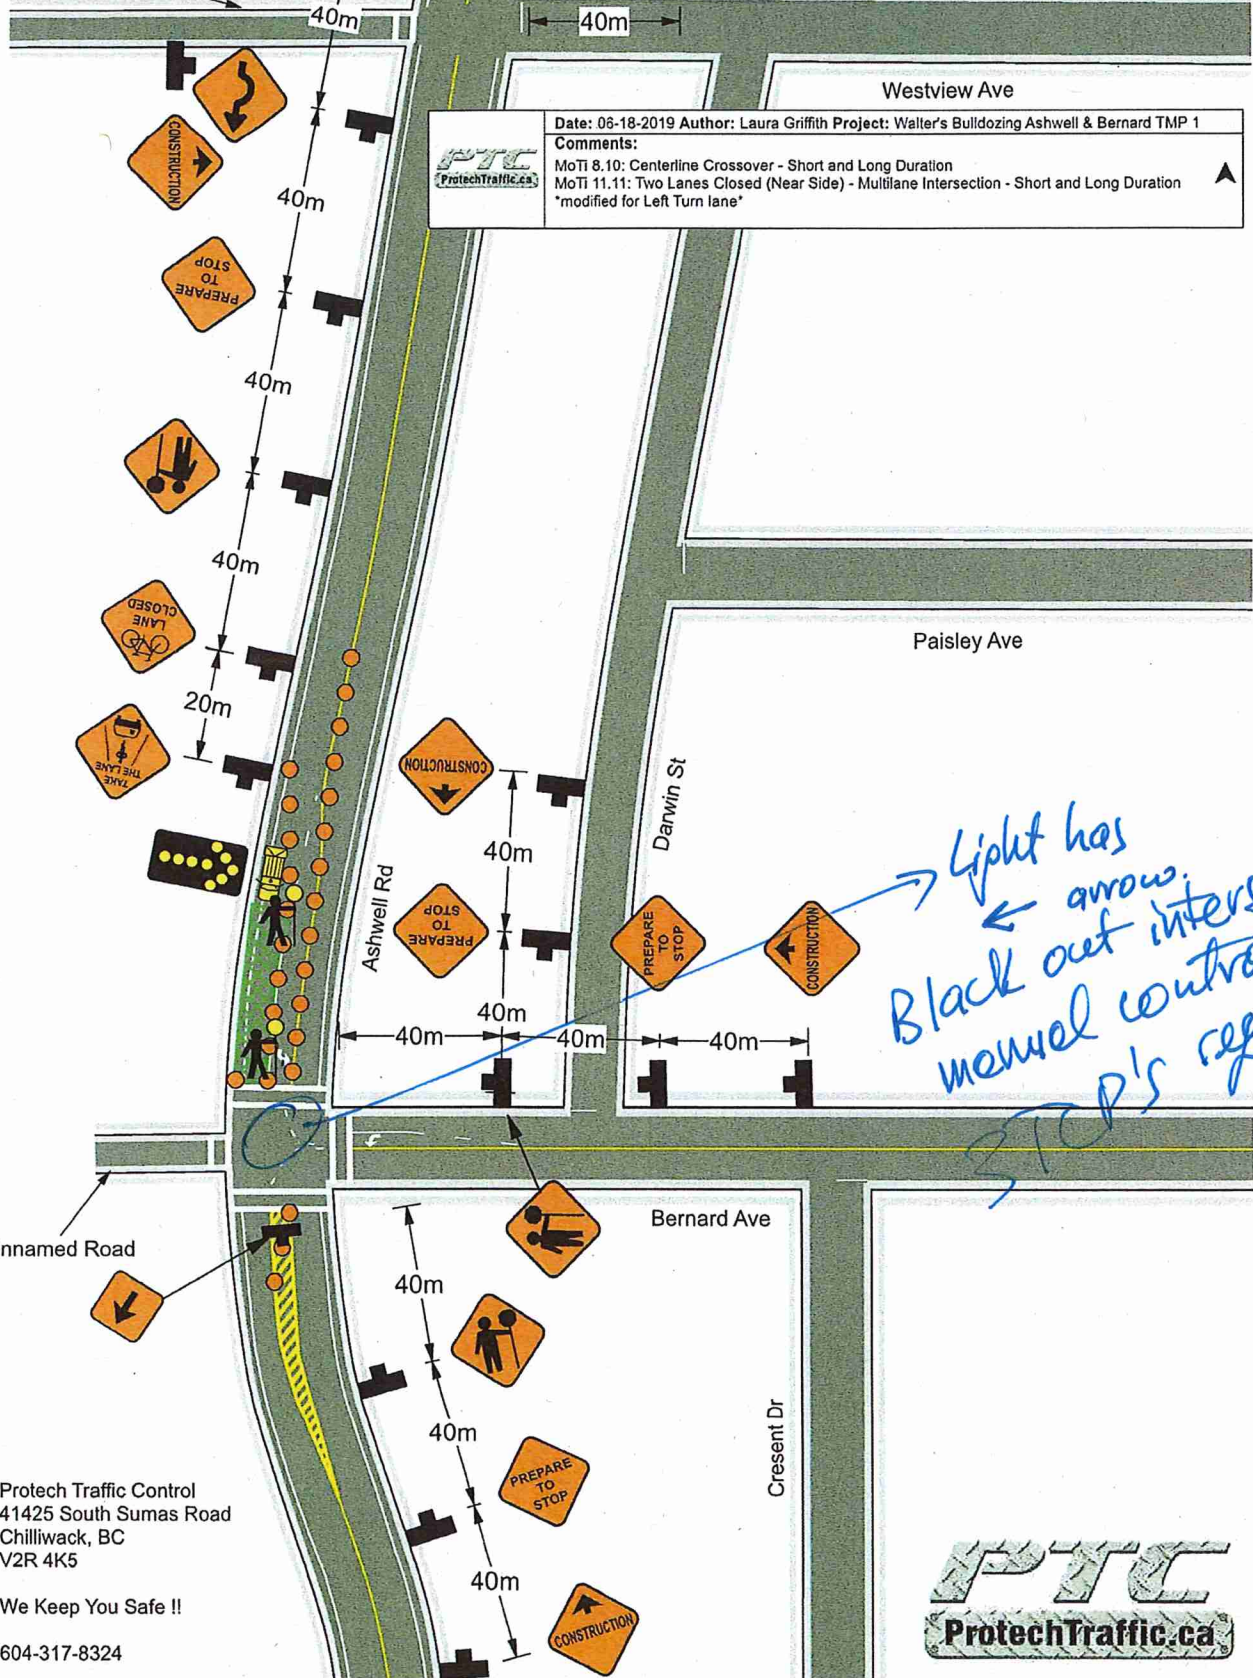 40m
40m
Westview Ave
Date: 06-18-2019 Author: Laura Griffith Project: Walter's Bulldozing Ashwell & Bernard TMP 1
Comments:
MoTi 8.10: Centerline Crossover - Short and Long Duration
MoTi 11.11: Two Lanes Closed (Near Side) - Multilane Intersection - Short and Long Duration
*modified for Left Turn lane*
PTC
ProtechTraffic.ca
CONSTRUCTION
40m
PREPARE
TO
STOP
40m
40m
LANE
CLOSED
Paisley Ave
20m
TAKE
THE LANE
CONSTRUCTION
Darwin St
40m
Ashwell Rd
PREPARE
TO
STOP
PREPARE
TO
STOP
CONSTRUCTION
Light has
← arrow.
Black out
manual
STOP'S
40m
40m
40m
40m
Bernard Ave
nnamed Road
40m
40m
PREPARE
TO
STOP
Cresent Dr
40m
CONSTRUCTION
Protech Traffic Control
41425 South Sumas Road
Chilliwack, BC
V2R 4K5
We Keep You Safe !!
604-317-8324
PTC
ProtechTraffic.ca